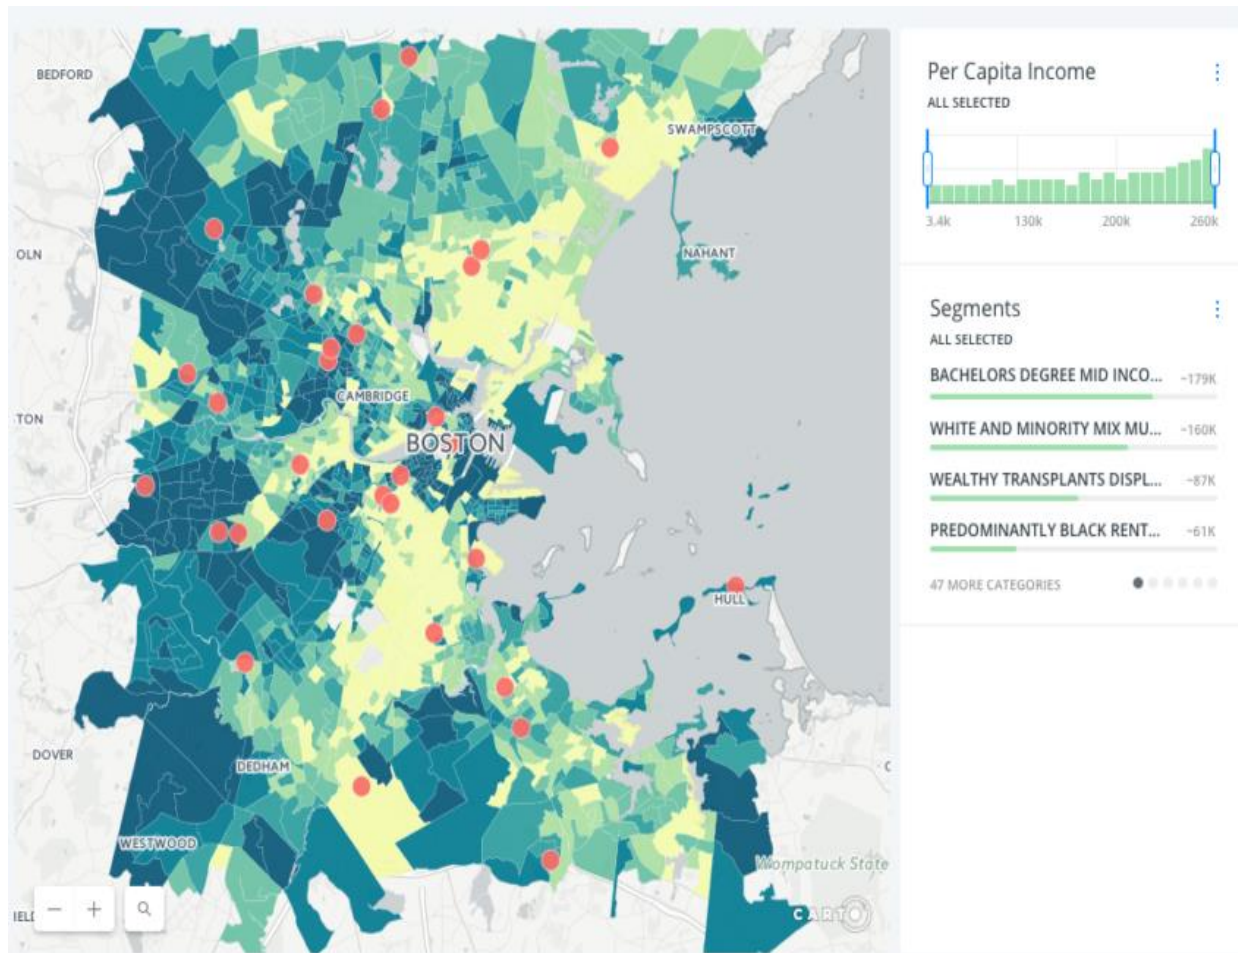 BEDFORD
SWAMPSCOTT
OLN
NAHANT
CAMBRIDGE
TON
BOSTON
HULL
DOVER
DEDHAM
WESTWOOD
Wompatuck State
IELD
CARTO
Per Capita Income
ALL SELECTED
3.4k 130k 200k 260k
Segments
ALL SELECTED
BACHELORS DEGREE MID INCO... ~179K
WHITE AND MINORITY MIX MU... ~160K
WEALTHY TRANSPLANTS DISPL... ~87K
PREDOMINANTLY BLACK RENT... ~61K
47 MORE CATEGORIES